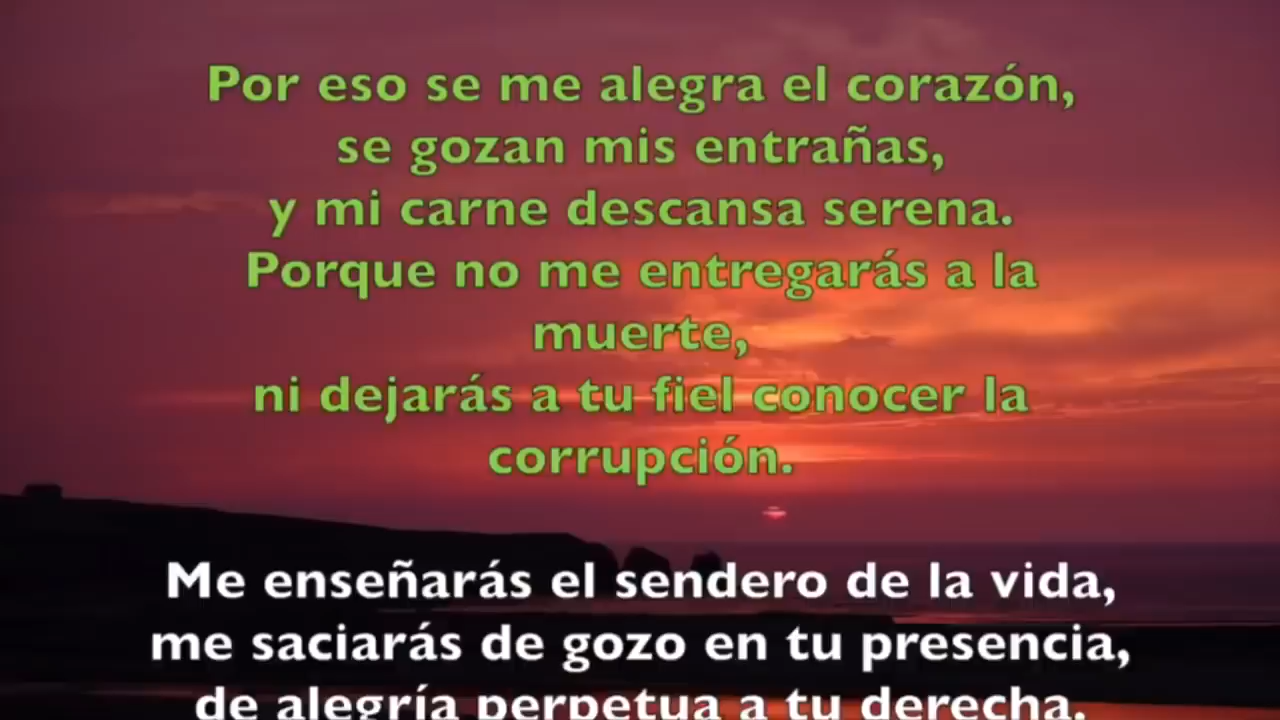 Por eso se me alegra el corazón,
se gozan mis entrañas,
y mi carne descansa serena.
Porque no me entregarás a la
muerte,
ni dejarás a tu fiel conocer la
corrupción.
Me enseñarás el sendero de la vida,
me saciarás de gozo en tu presencia,
de alegría perpetua a tu derecha.